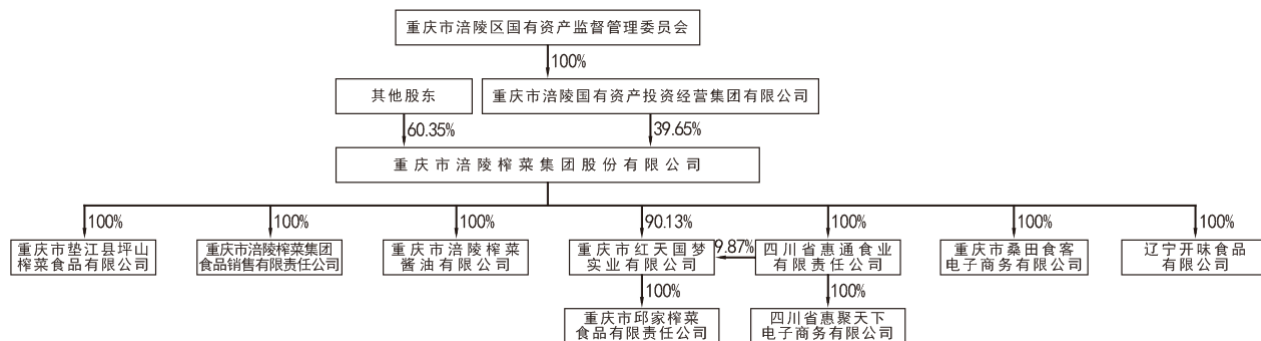 重庆市涪陵区国有资产监督管理委员会
100%
其他股东
重庆市涪陵国有资产投资经营集团有限公司
60.35%
39.65%
重庆市涪陵榨菜集团股份有限公司
100%
100%
100%
90.13%
100%
100%
100%
重庆市垫江县坪山
榨菜食品有限公司
重庆市涪陵榨菜集团
食品销售有限责任公司
重庆市涪陵榨菜
酱油有限公司
重庆市红天国梦
实业有限公司
9.87%
四川省惠通食业
有限责任公司
重庆市桑田食客
电子商务有限公司
辽宁开味食品
有限公司
100%
100%
重庆市邱家榨菜
食品有限责任公司
四川省惠聚天下
电子商务有限公司